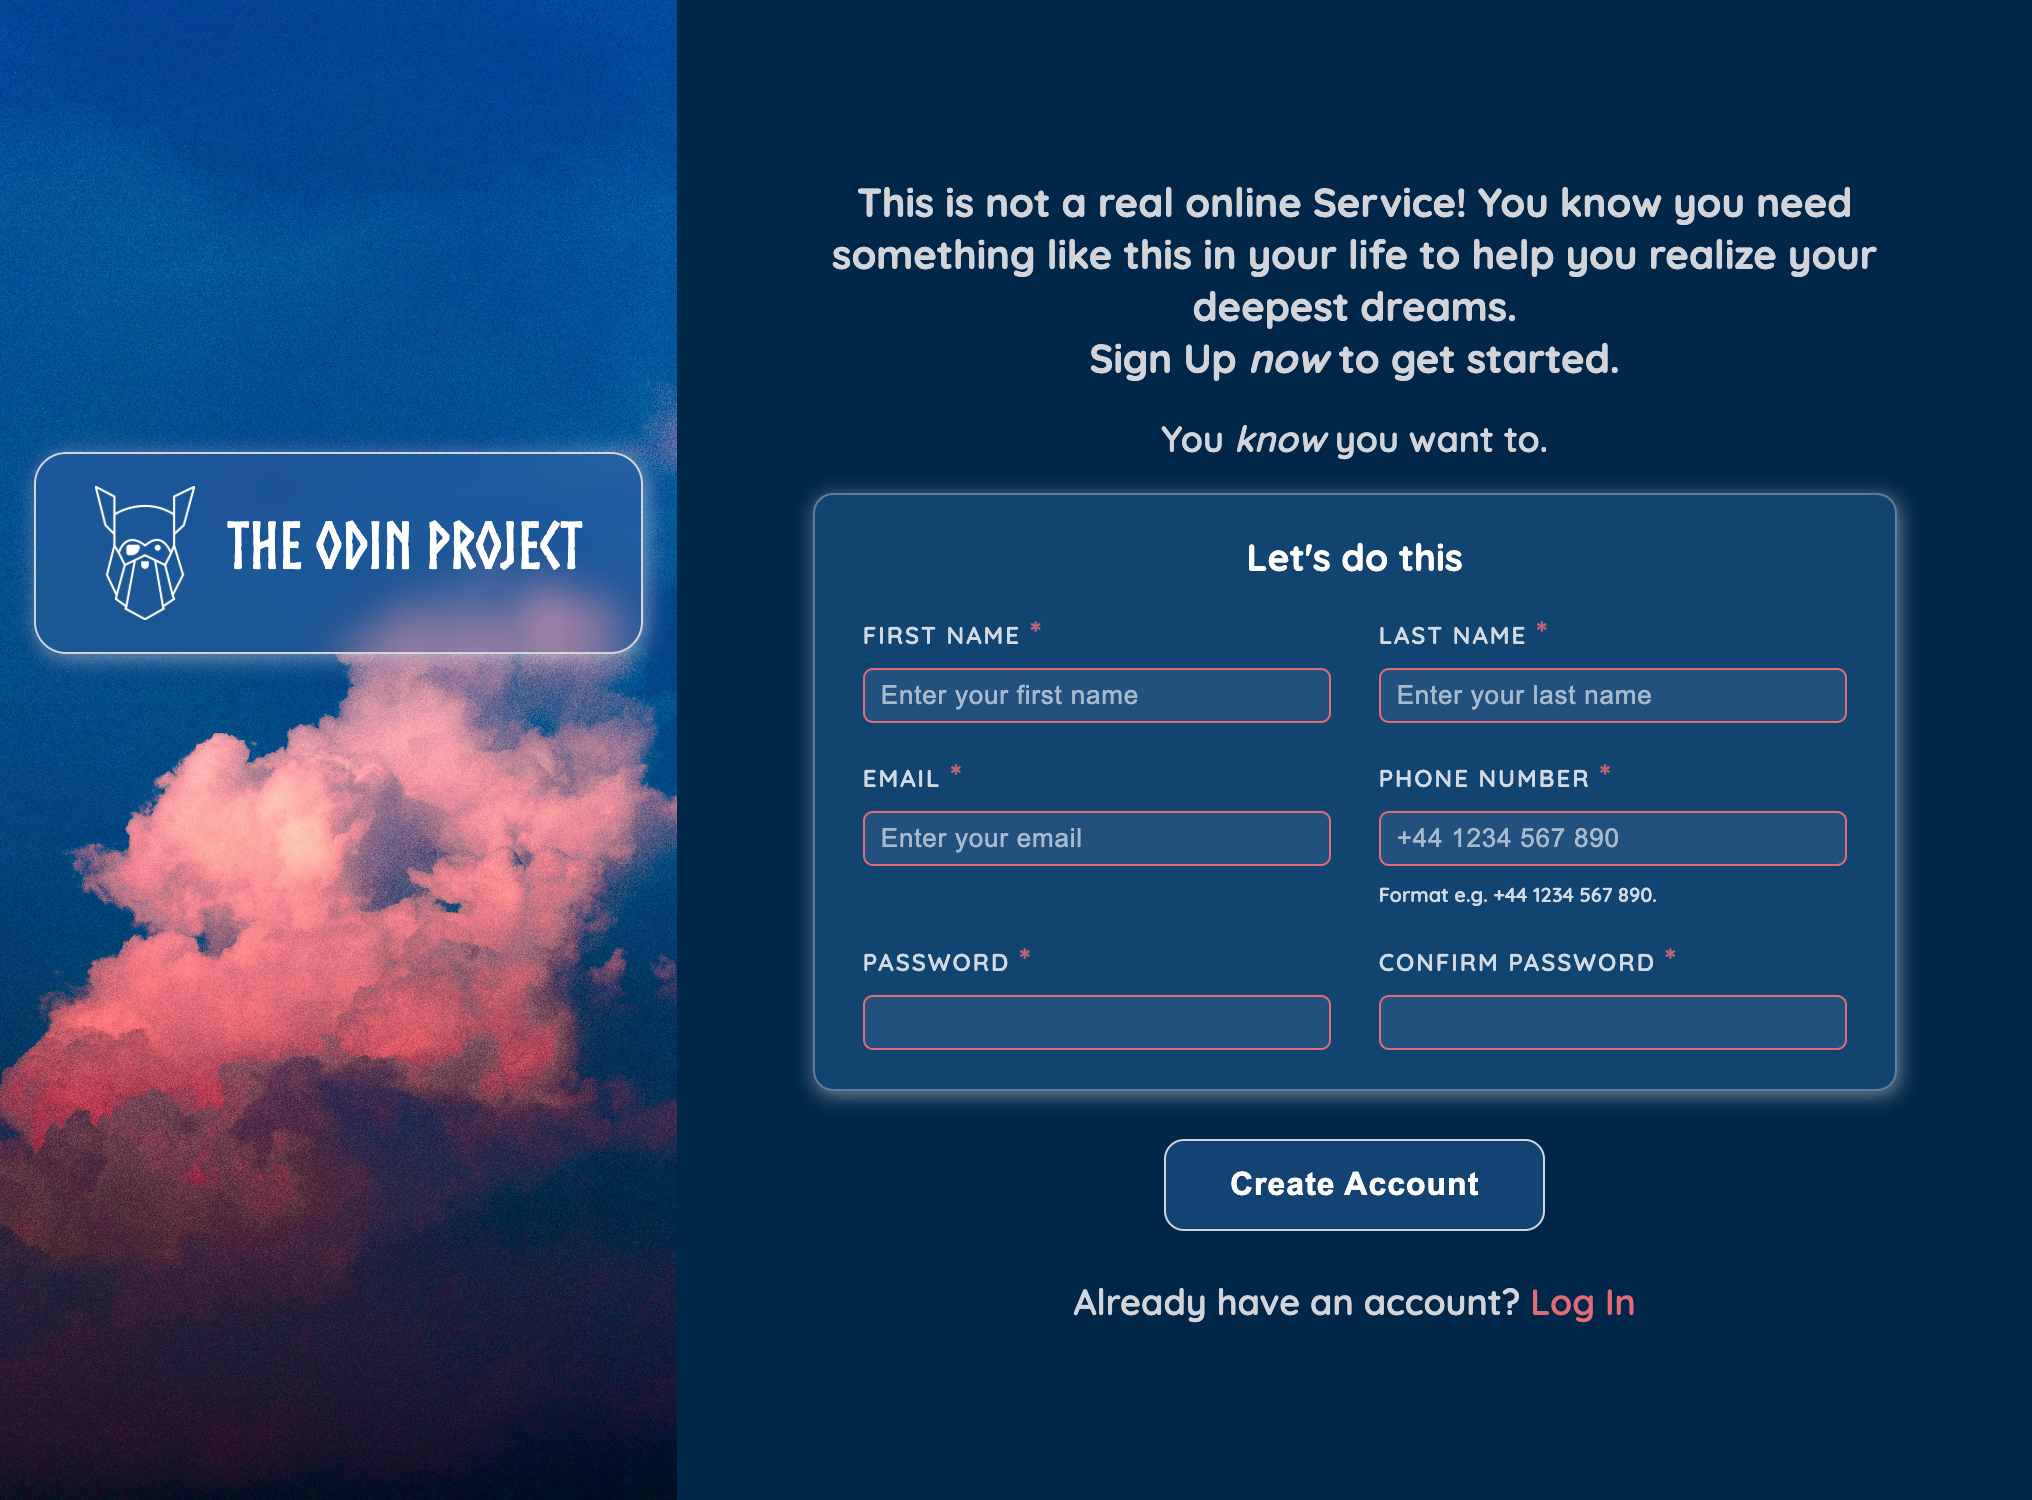 THE ODIN PROJECT
This is not a real online Service! You know you need
something like this in your life to help you realize your
deepest dreams.
Sign Up now to get started.
You know you want to.
Let's do this
FIRST NAME *
LAST NAME *
Enter your first name
Enter your last name
EMAIL *
PHONE NUMBER *
Enter your email
+44 1234 567 890
Format e.g. +44 1234 567 890.
PASSWORD *
CONFIRM PASSWORD *
Create Account
Already have an account? Log In